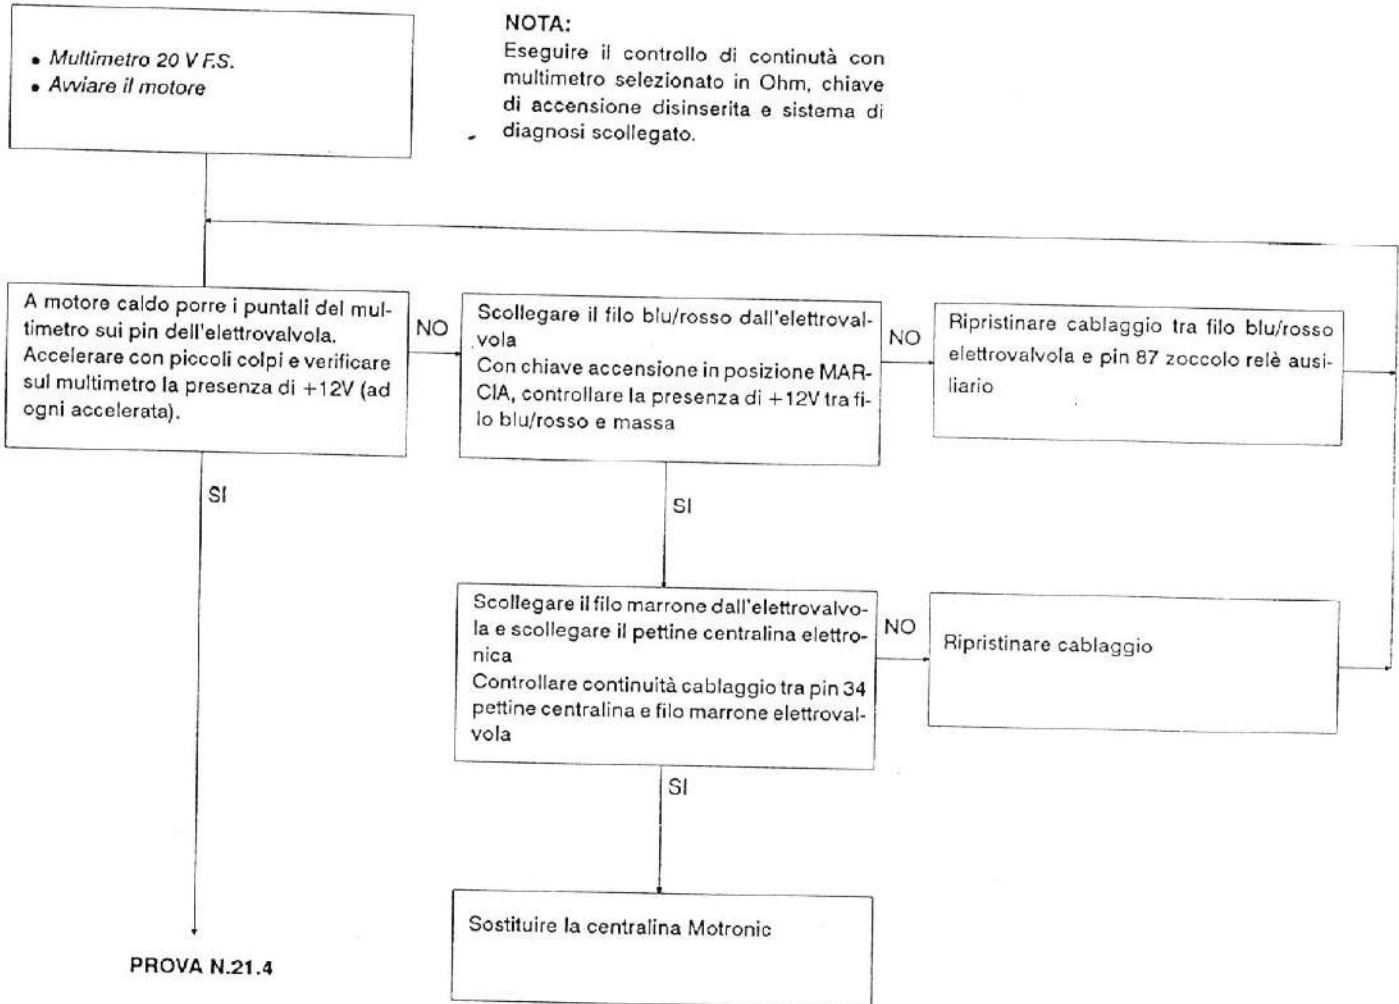 • Multimetro 20 V F.S.
• Avviare il motore
NOTA:
Eseguire il controllo di continutà con
multimetro selezionato in Ohm, chiave
di accensione disinserita e sistema di
diagnosi scollegato.
A motore caldo porre i puntali del mul-
timetro sui pin dell'elettrovalvola.
Accelerare con piccoli colpi e verificare
sul multimetro la presenza di +12V (ad
ogni accelerata).
NO
Scollegare il filo blu/rosso dall'elettroval-
vola
Con chiave accensione in posizione MAR-
CIA, controllare la presenza di +12V tra fi-
lo blu/rosso e massa
NO
Ripristinare cablaggio tra filo blu/rosso
elettrovalvola e pin 87 zoccolo relè ausi-
liario
SI
SI
Scollegare il filo marrone dall'elettrovalvo-
la e scollegare il pettine centralina elettro-
nica
Controllare continuità cablaggio tra pin 34
pettine centralina e filo marrone elettroval-
vola
NO
Ripristinare cablaggio
SI
Sostituire la centralina Motronic
PROVA N.21.4